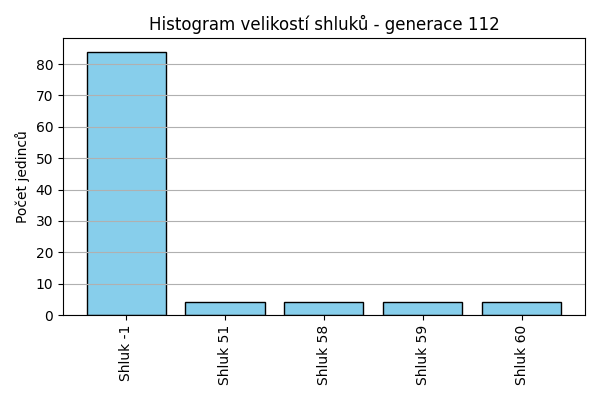 Histogram velikostí shluků - generace 112
Počet jedinců
80
70
60
50
40
30
20
10
0
Shluk -1
Shluk 51
Shluk 58
Shluk 59
Shluk 60